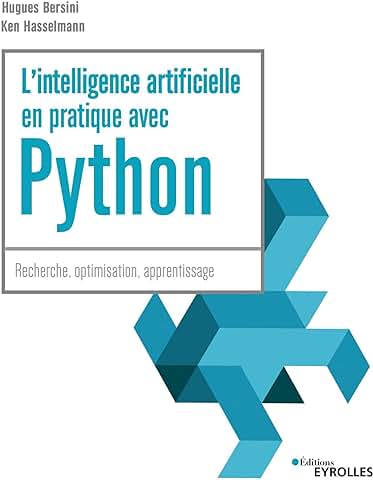 Hugues Bersini
Ken Hasselmann
L'intelligence artificielle
en pratique avec
Python
Recherche, optimisation, apprentissage
Éditions
EYROLLES